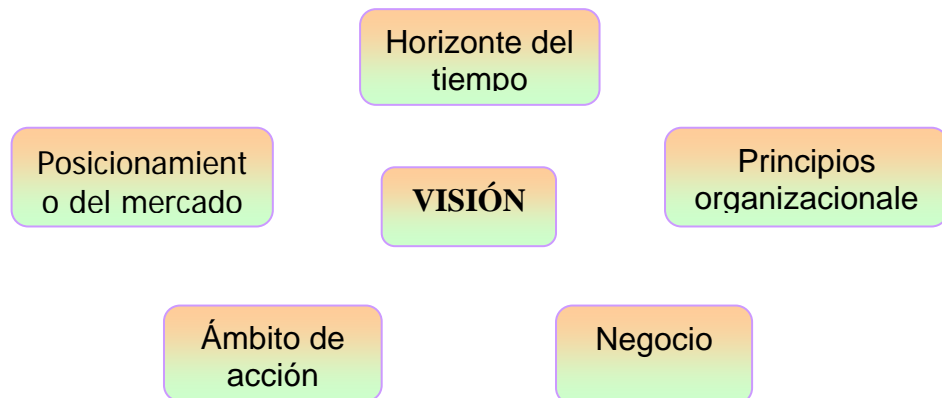 Horizonte del
tiempo
Posicionamient
o del mercado
Principios
organizacionale
VISIÓN
Ámbito de
acción
Negocio